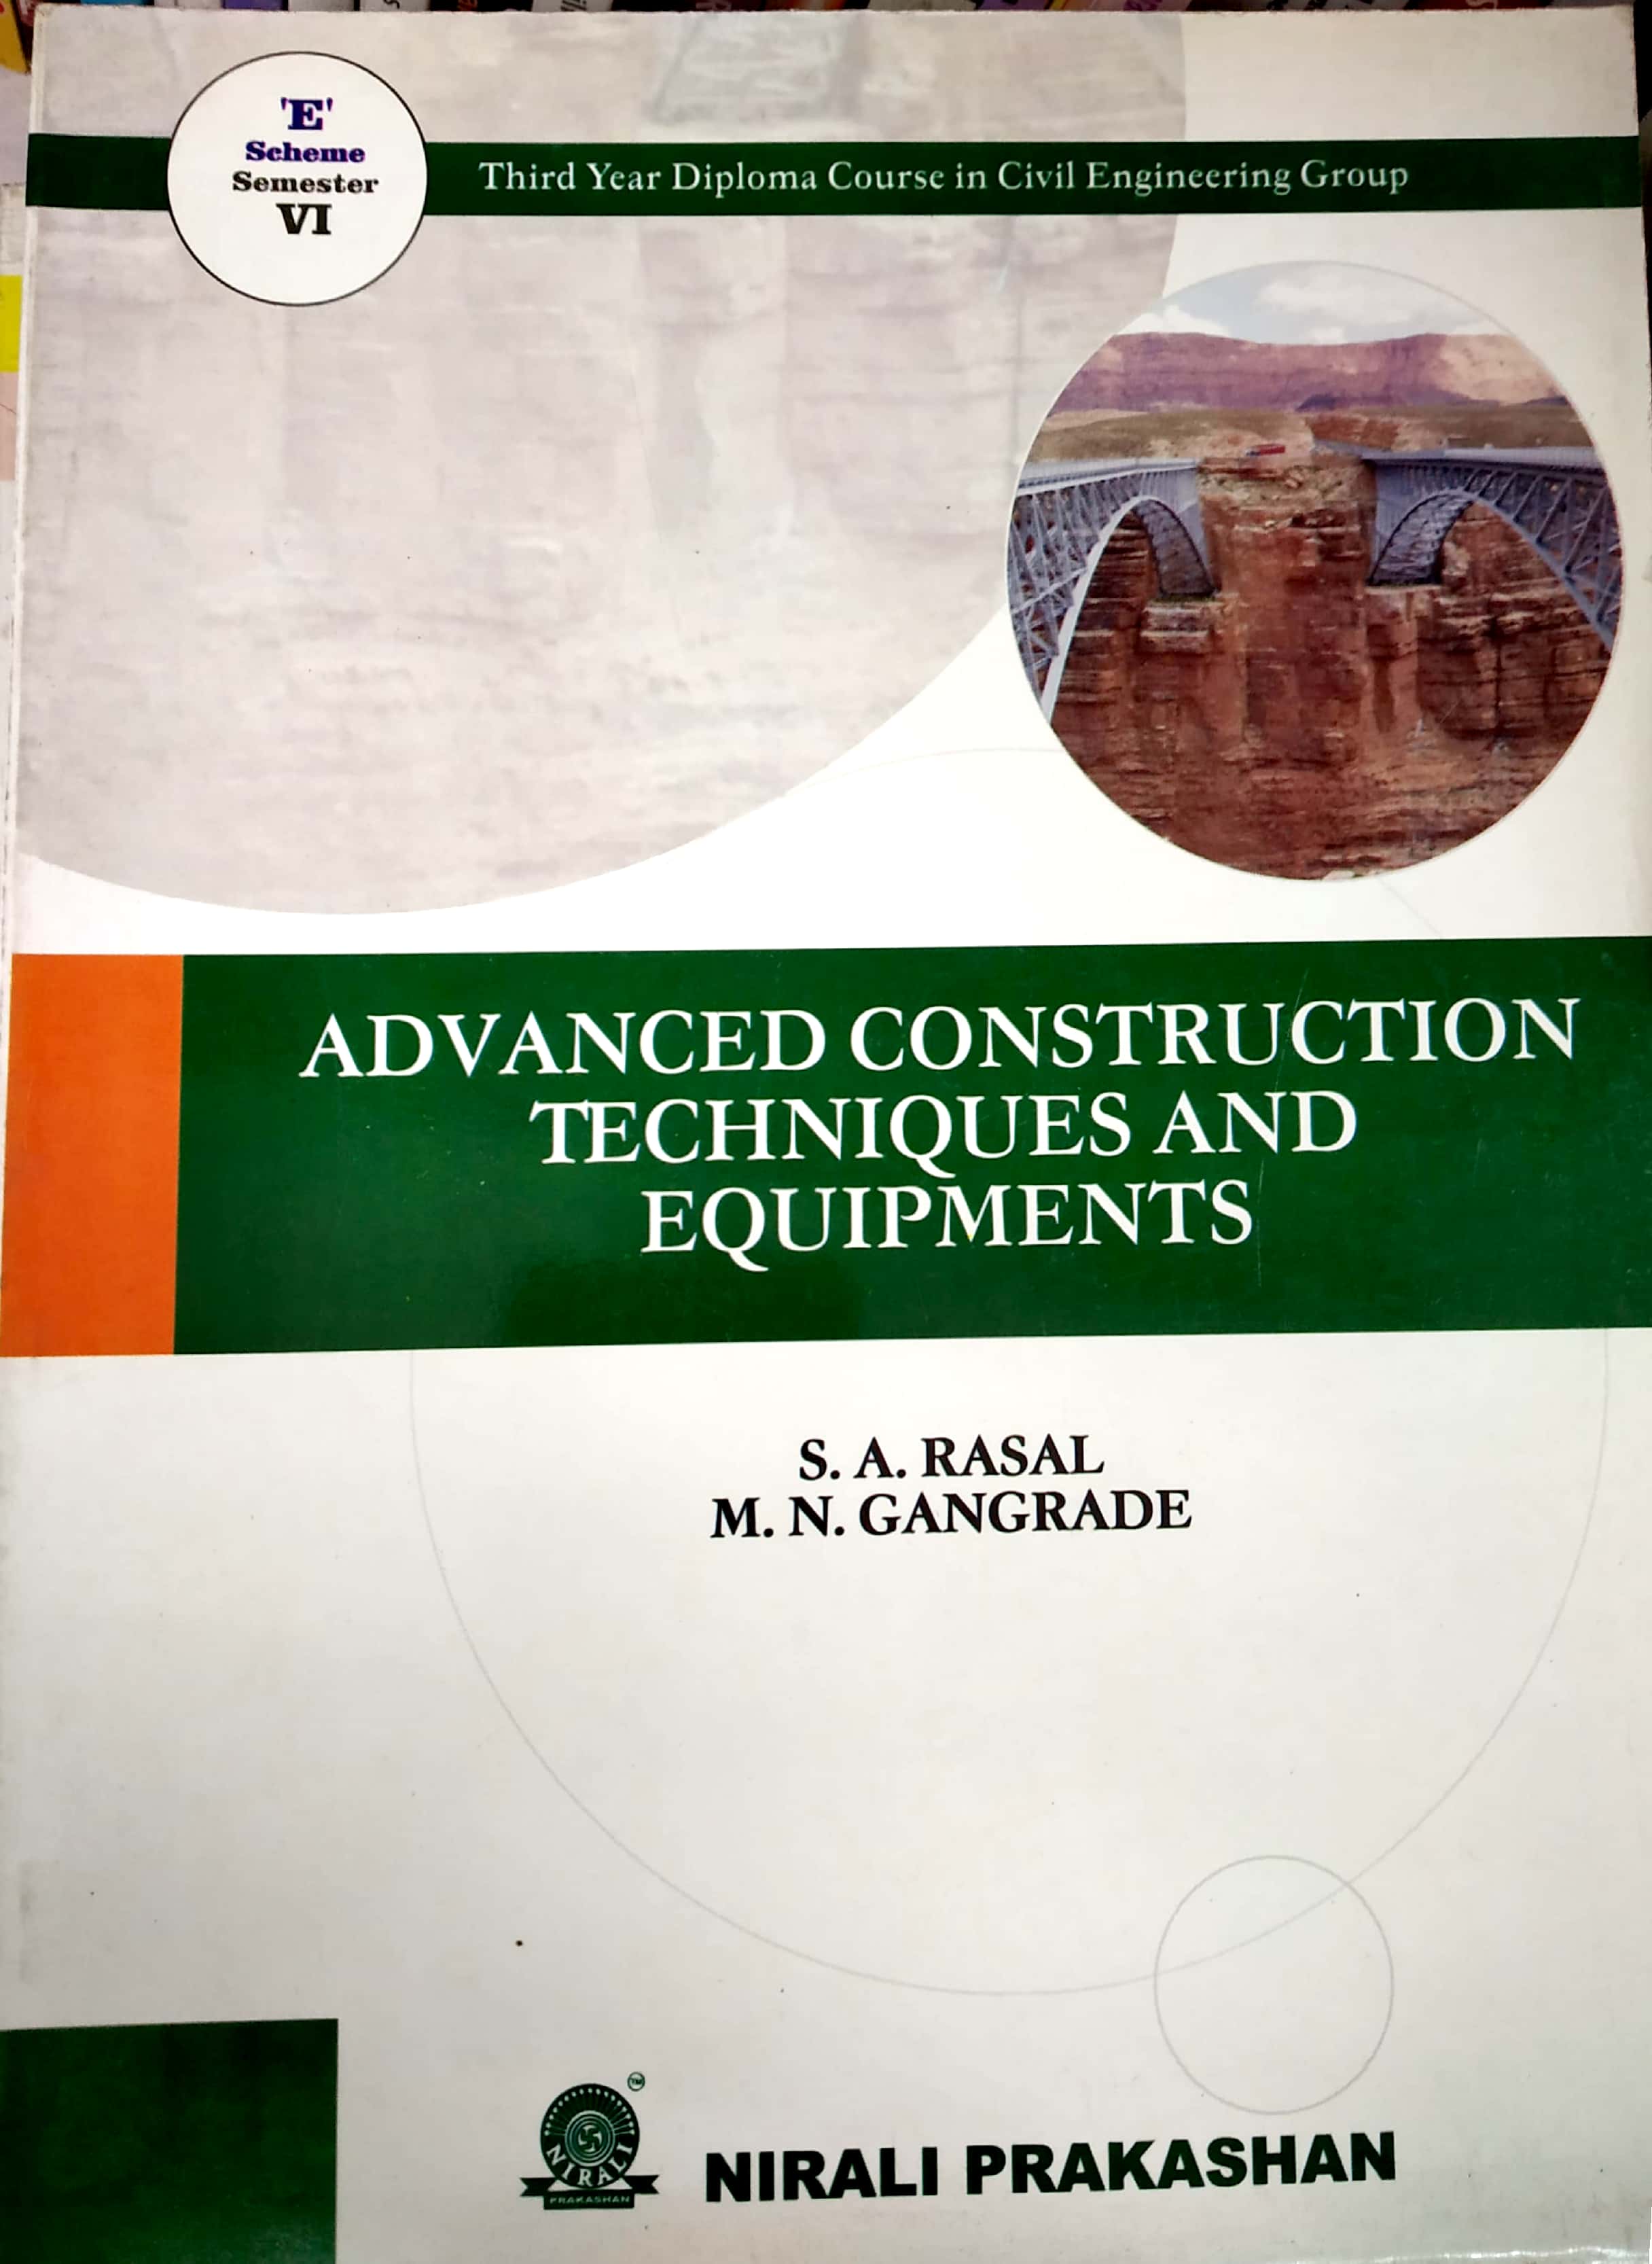 'E'
Scheme
Semester
VI
Third Year Diploma Course in Civil Engineering Group
ADVANCED CONSTRUCTION
TECHNIQUES AND
EQUIPMENTS
S. A. RASAL
M. N. GANGRADE
TM
NIRALI
PRAKASHAN
NIRALI PRAKASHAN